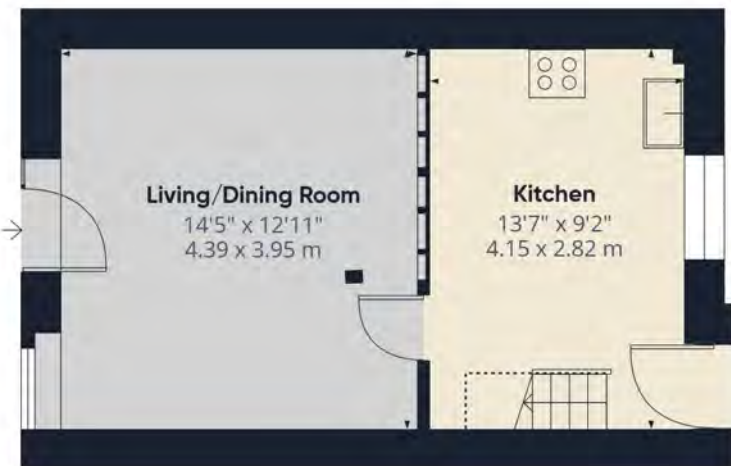 Living/Dining Room
14'5" x 12'11"
4.39 x 3.95 m
Kitchen
13'7" x 9'2"
4.15 x 2.82 m